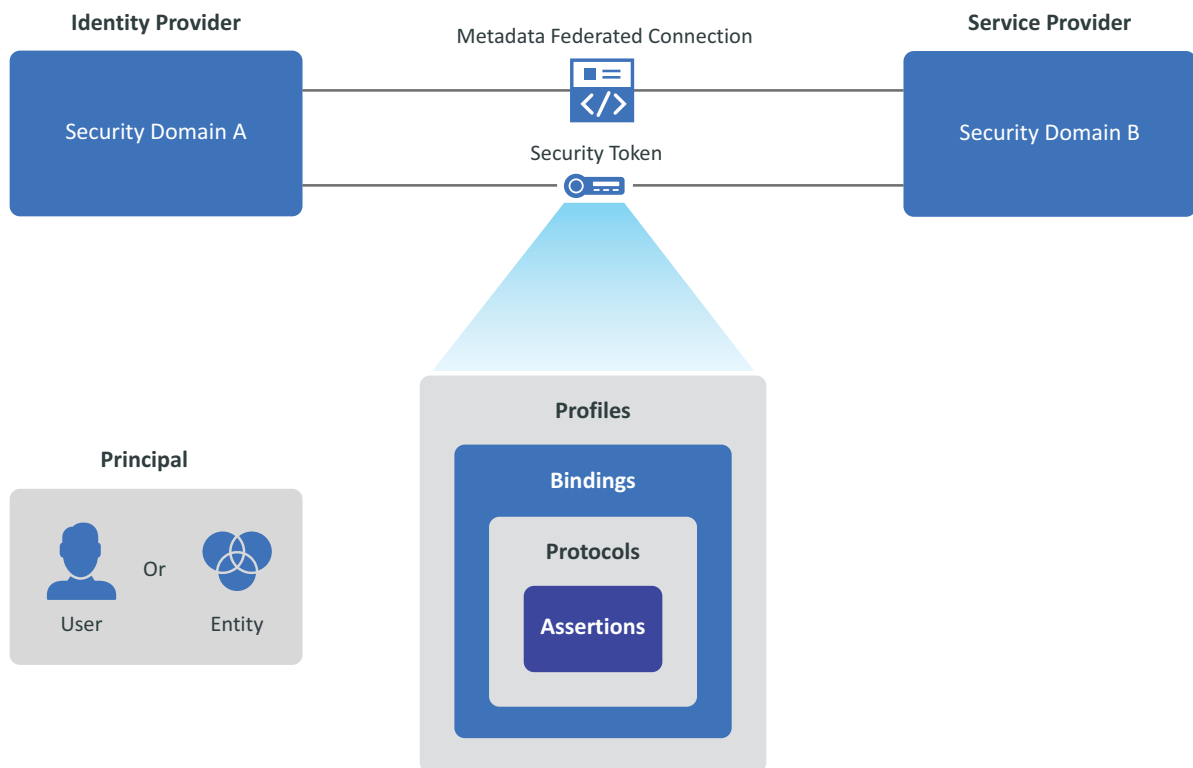 Identity Provider
Metadata Federated Connection
Service Provider
Security Domain A
</>
Security Domain B
Security Token
Profiles
Bindings
Protocols
Assertions
Principal
Or
User
Entity